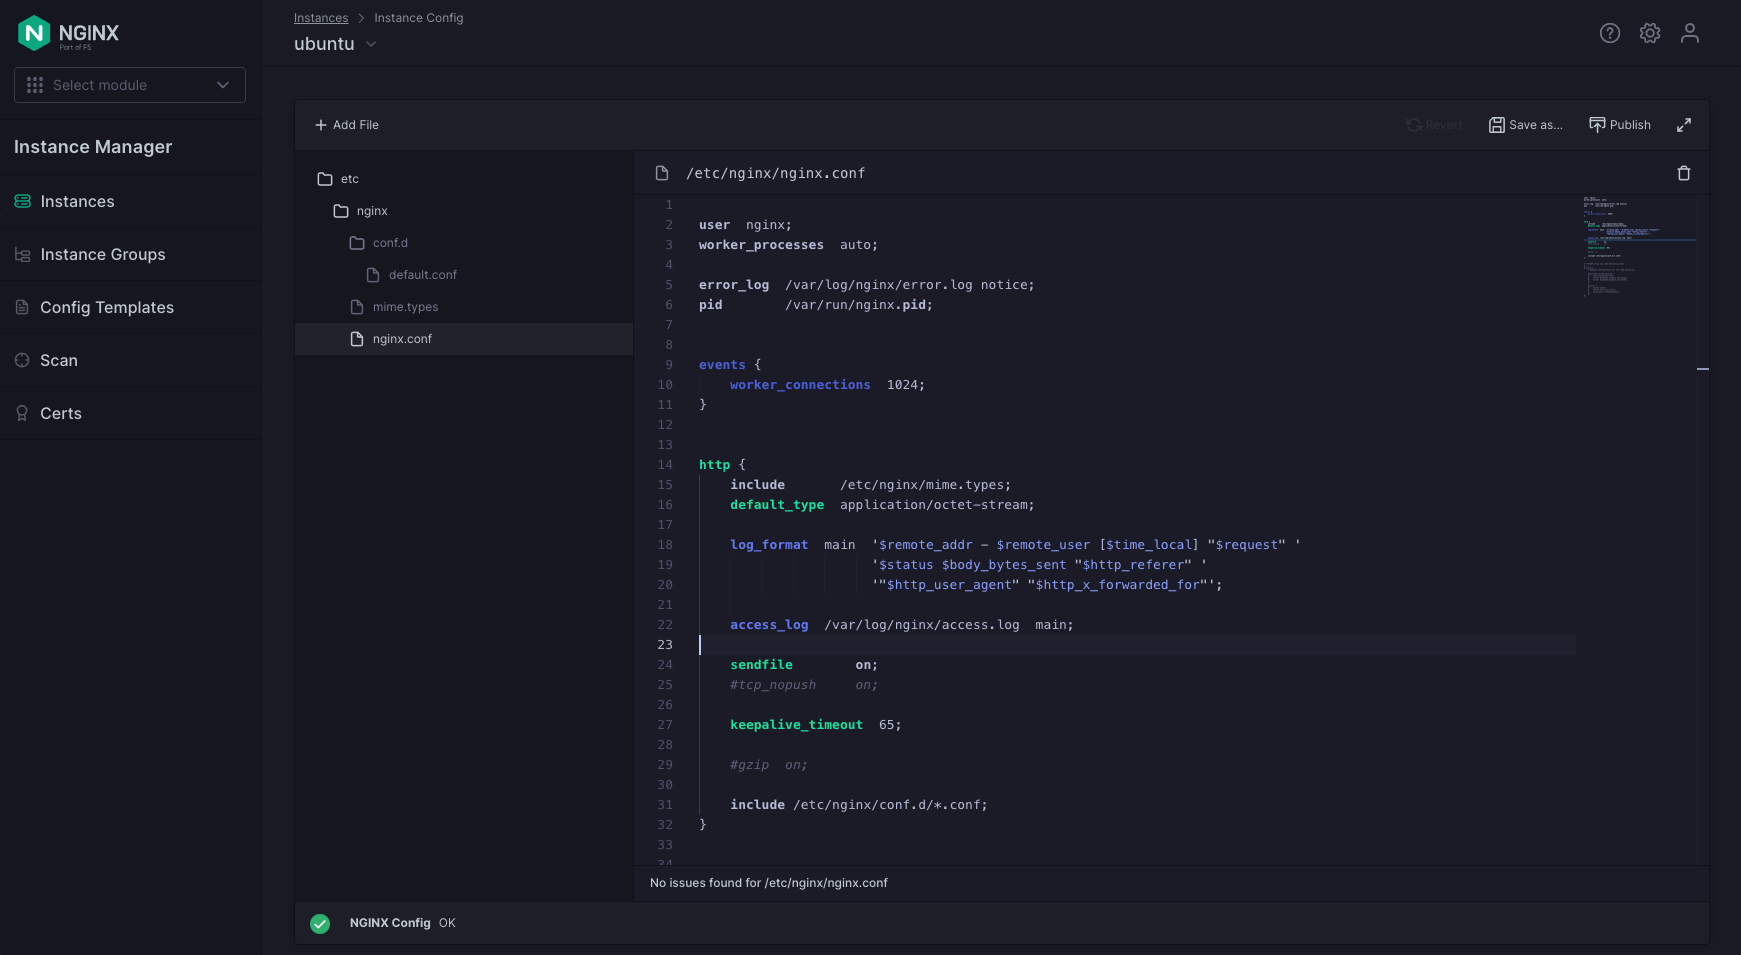 NGINX
Part of F5
Select module
Instance Manager
Instances
Instance Groups
Config Templates
Scan
Certs
Instances > Instance Config
ubuntu
+ Add File
Revert
Save as...
Publish
etc
nginx
conf.d
default.conf
mime.types
nginx.conf
/etc/nginx/nginx.conf
1
2 user  nginx;
3 worker_processes  auto;
4
5 error_log  /var/log/nginx/error.log notice;
6 pid        /var/run/nginx.pid;
7
8
9 events {
10     worker_connections  1024;
11 }
12
13
14 http {
15     include       /etc/nginx/mime.types;
16     default_type  application/octet-stream;
17
18     log_format  main  '$remote_addr - $remote_user [$time_local] "$request" '
19                       '$status $body_bytes_sent "$http_referer" '
20                       '"$http_user_agent" "$http_x_forwarded_for"';
21
22     access_log  /var/log/nginx/access.log  main;
23
24     sendfile        on;
25     #tcp_nopush     on;
26
27     keepalive_timeout  65;
28
29     #gzip  on;
30
31     include /etc/nginx/conf.d/*.conf;
32 }
33
34
No issues found for /etc/nginx/nginx.conf
NGINX Config OK